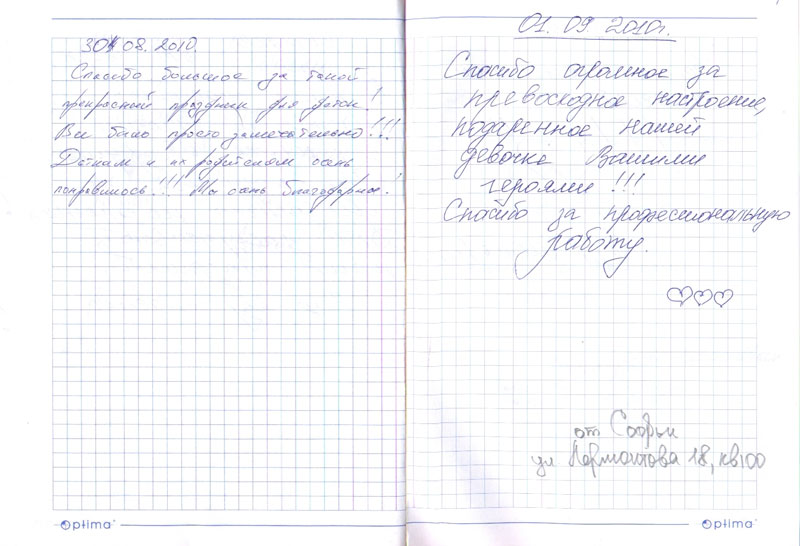 30 08. 2010.
Спасибо большое за такой
прекрасный праздник для деток!
Все было просто замечательно!!!
Деткам и их родителям очень
понравилось!!! Мы очень благодарны!
Optima
01. 09 2010г.
Спасибо огромное за
превосходное настроение,
подаренное нашей
девочке Вашими
героями!!!
Спасибо за профессиональную
работу.
от Софьи
ул Лермонтова 18, кв100
Optima